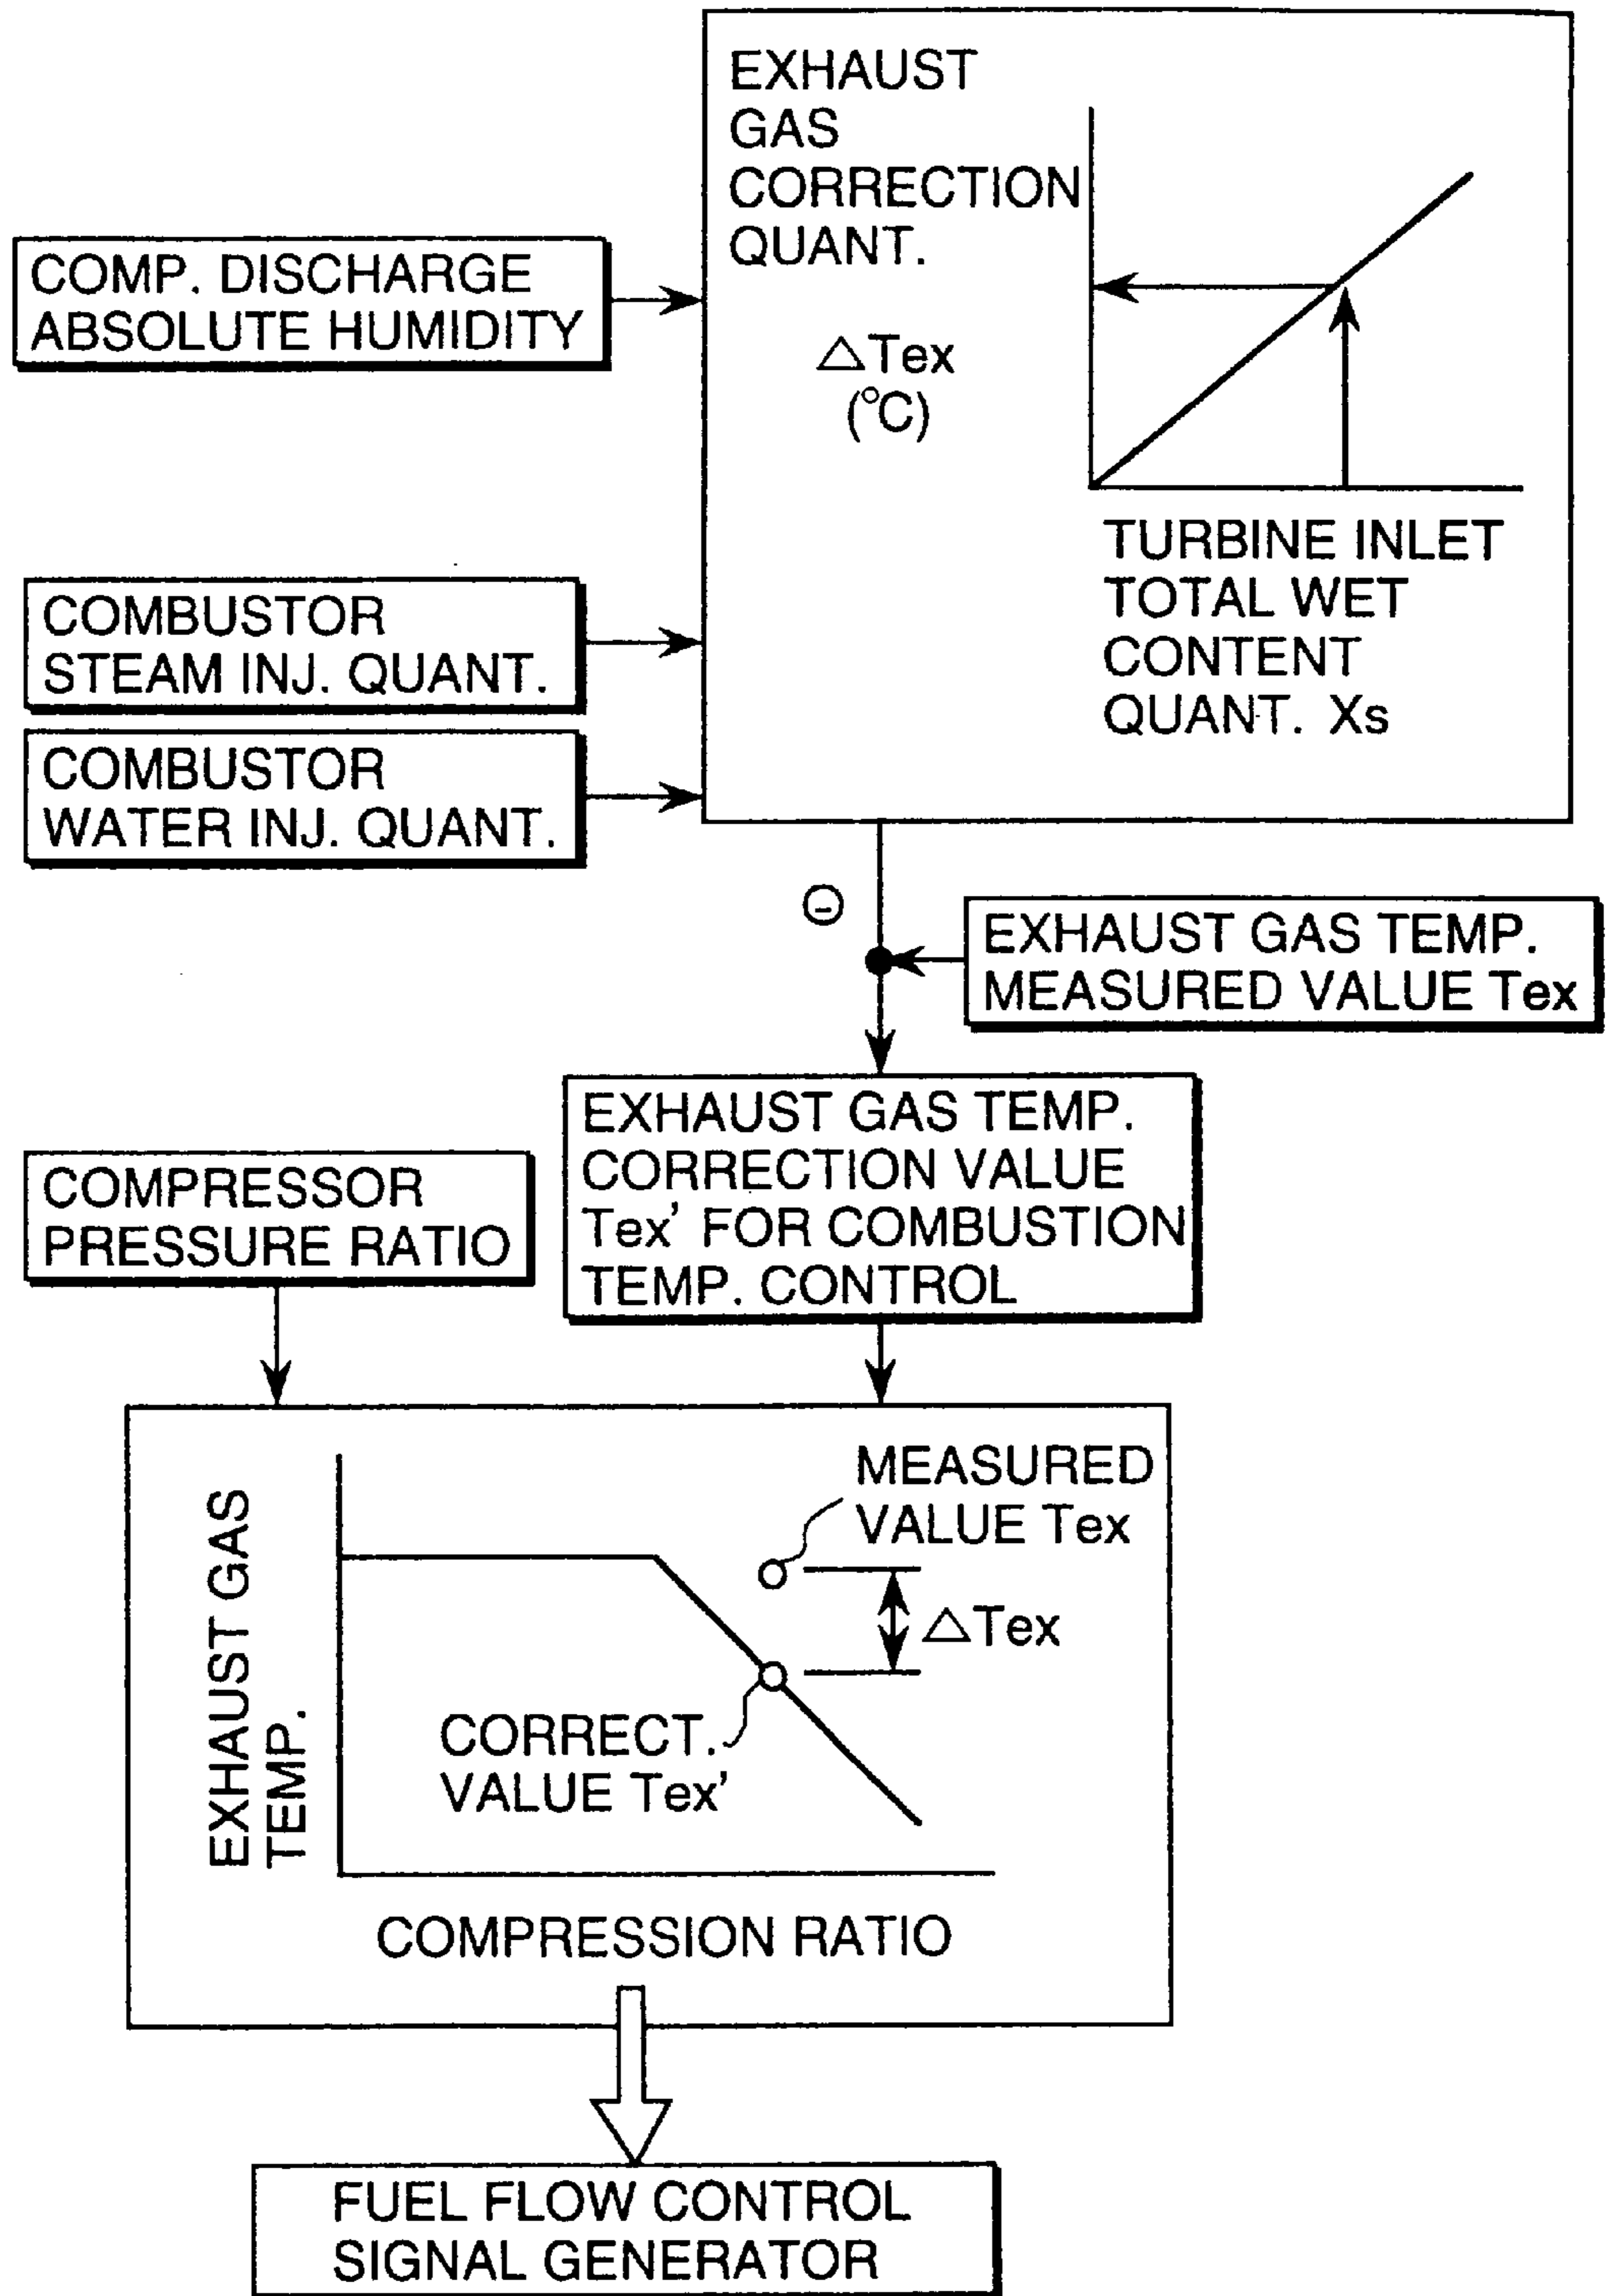 EXHAUST
GAS
CORRECTION
QUANT.
△Tex
(°C)
TURBINE INLET
TOTAL WET
CONTENT
QUANT. Xs
COMP. DISCHARGE
ABSOLUTE HUMIDITY
COMBUSTOR
STEAM INJ. QUANT.
COMBUSTOR
WATER INJ. QUANT.
⊖
EXHAUST GAS TEMP.
MEASURED VALUE Tex
EXHAUST GAS TEMP.
CORRECTION VALUE
Tex' FOR COMBUSTION
TEMP. CONTROL
COMPRESSOR
PRESSURE RATIO
EXHAUST GAS
TEMP.
MEASURED
VALUE Tex
△Tex
CORRECT.
VALUE Tex'
COMPRESSION RATIO
FUEL FLOW CONTROL
SIGNAL GENERATOR